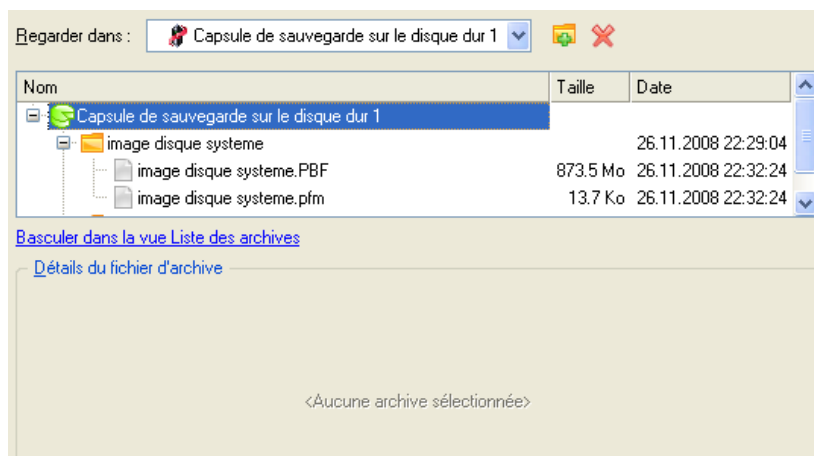 Regarder dans : Capsule de sauvegarde sur le disque dur 1
Nom Taille Date
Capsule de sauvegarde sur le disque dur 1
image disque systeme 26.11.2008 22:29:04
image disque systeme.PBF 873.5 Mo 26.11.2008 22:32:24
image disque systeme.pfm 13.7 Ko 26.11.2008 22:32:24
Basculer dans la vue Liste des archives
Détails du fichier d'archive
<Aucune archive sélectionnée>